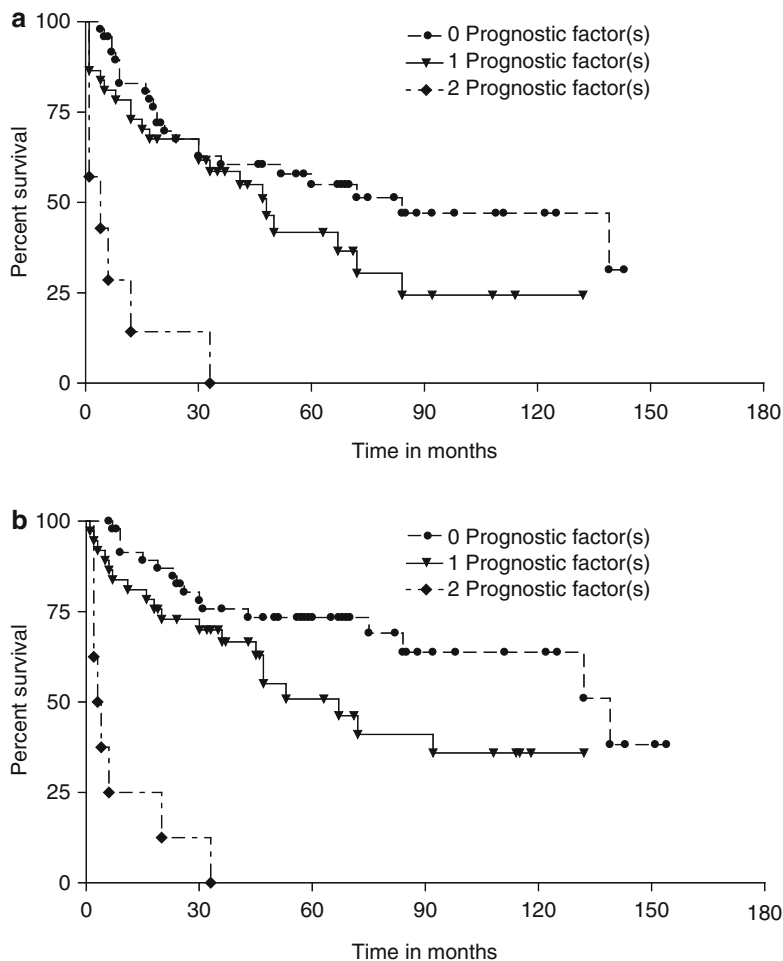 a
100
75
50
25
0
Percent survival
0 Prognostic factor(s)
1 Prognostic factor(s)
2 Prognostic factor(s)
0 30 60 90 120 150 180
Time in months
b
100
75
50
25
0
Percent survival
0 Prognostic factor(s)
1 Prognostic factor(s)
2 Prognostic factor(s)
0 30 60 90 120 150 180
Time in months